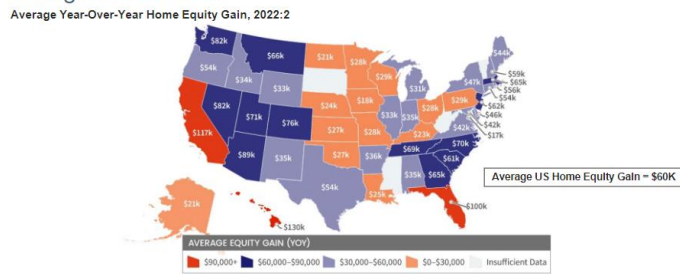 Average Year-Over-Year Home Equity Gain, 2022:2
$82k
$66k
$21k
$28k
$44k
$54k
$34k
$33k
$29k
$31k
$47k
$59k
$65k
$56k
$54k
$82k
$71k
$76k
$24k
$18k
$33k
$35k
$28k
$29k
$62k
$46k
$42k
$17k
$117k
$27k
$28k
$23k
$42k
$70k
$89k
$35k
$27k
$36k
$69k
$61k
$54k
$25k
$35k
$65k
Average US Home Equity Gain = $60K
$21k
$100k
$130k
AVERAGE EQUITY GAIN (YOY)
$90,000+ $60,000–$90,000 $30,000–$60,000 $0–$30,000 Insufficient Data